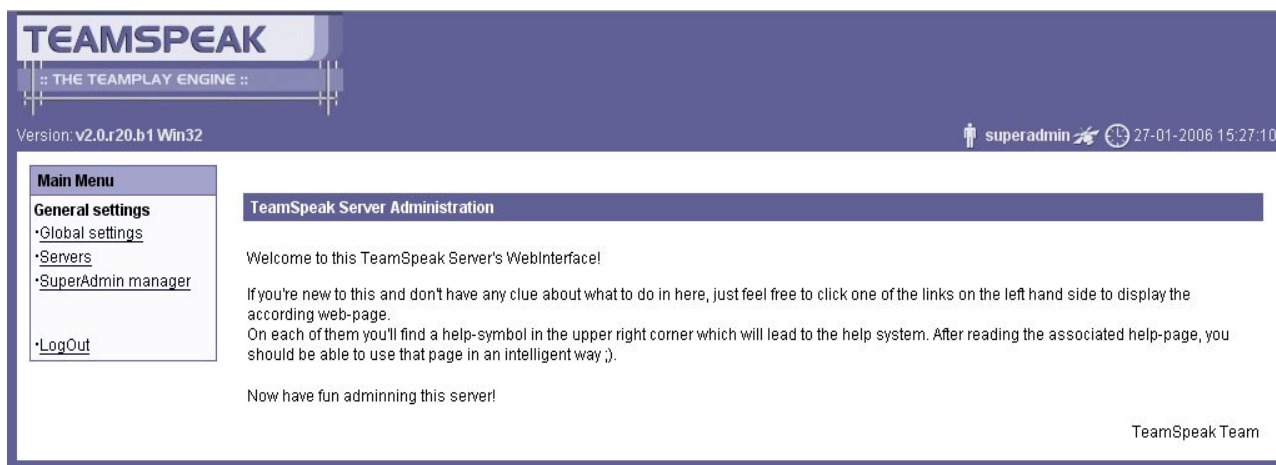 TEAMSPEAK
:: THE TEAMPLAY ENGINE ::
Version: v2.0.r20.b1 Win32
superadmin 27-01-2006 15:27:10
Main Menu
General settings
·Global settings
·Servers
·SuperAdmin manager
·LogOut
TeamSpeak Server Administration
Welcome to this TeamSpeak Server's WebInterface!
If you're new to this and don't have any clue about what to do in here, just feel free to click one of the links on the left hand side to display the
according web-page.
On each of them you'll find a help-symbol in the upper right corner which will lead to the help system. After reading the associated help-page, you
should be able to use that page in an intelligent way ;).
Now have fun adminning this server!
TeamSpeak Team